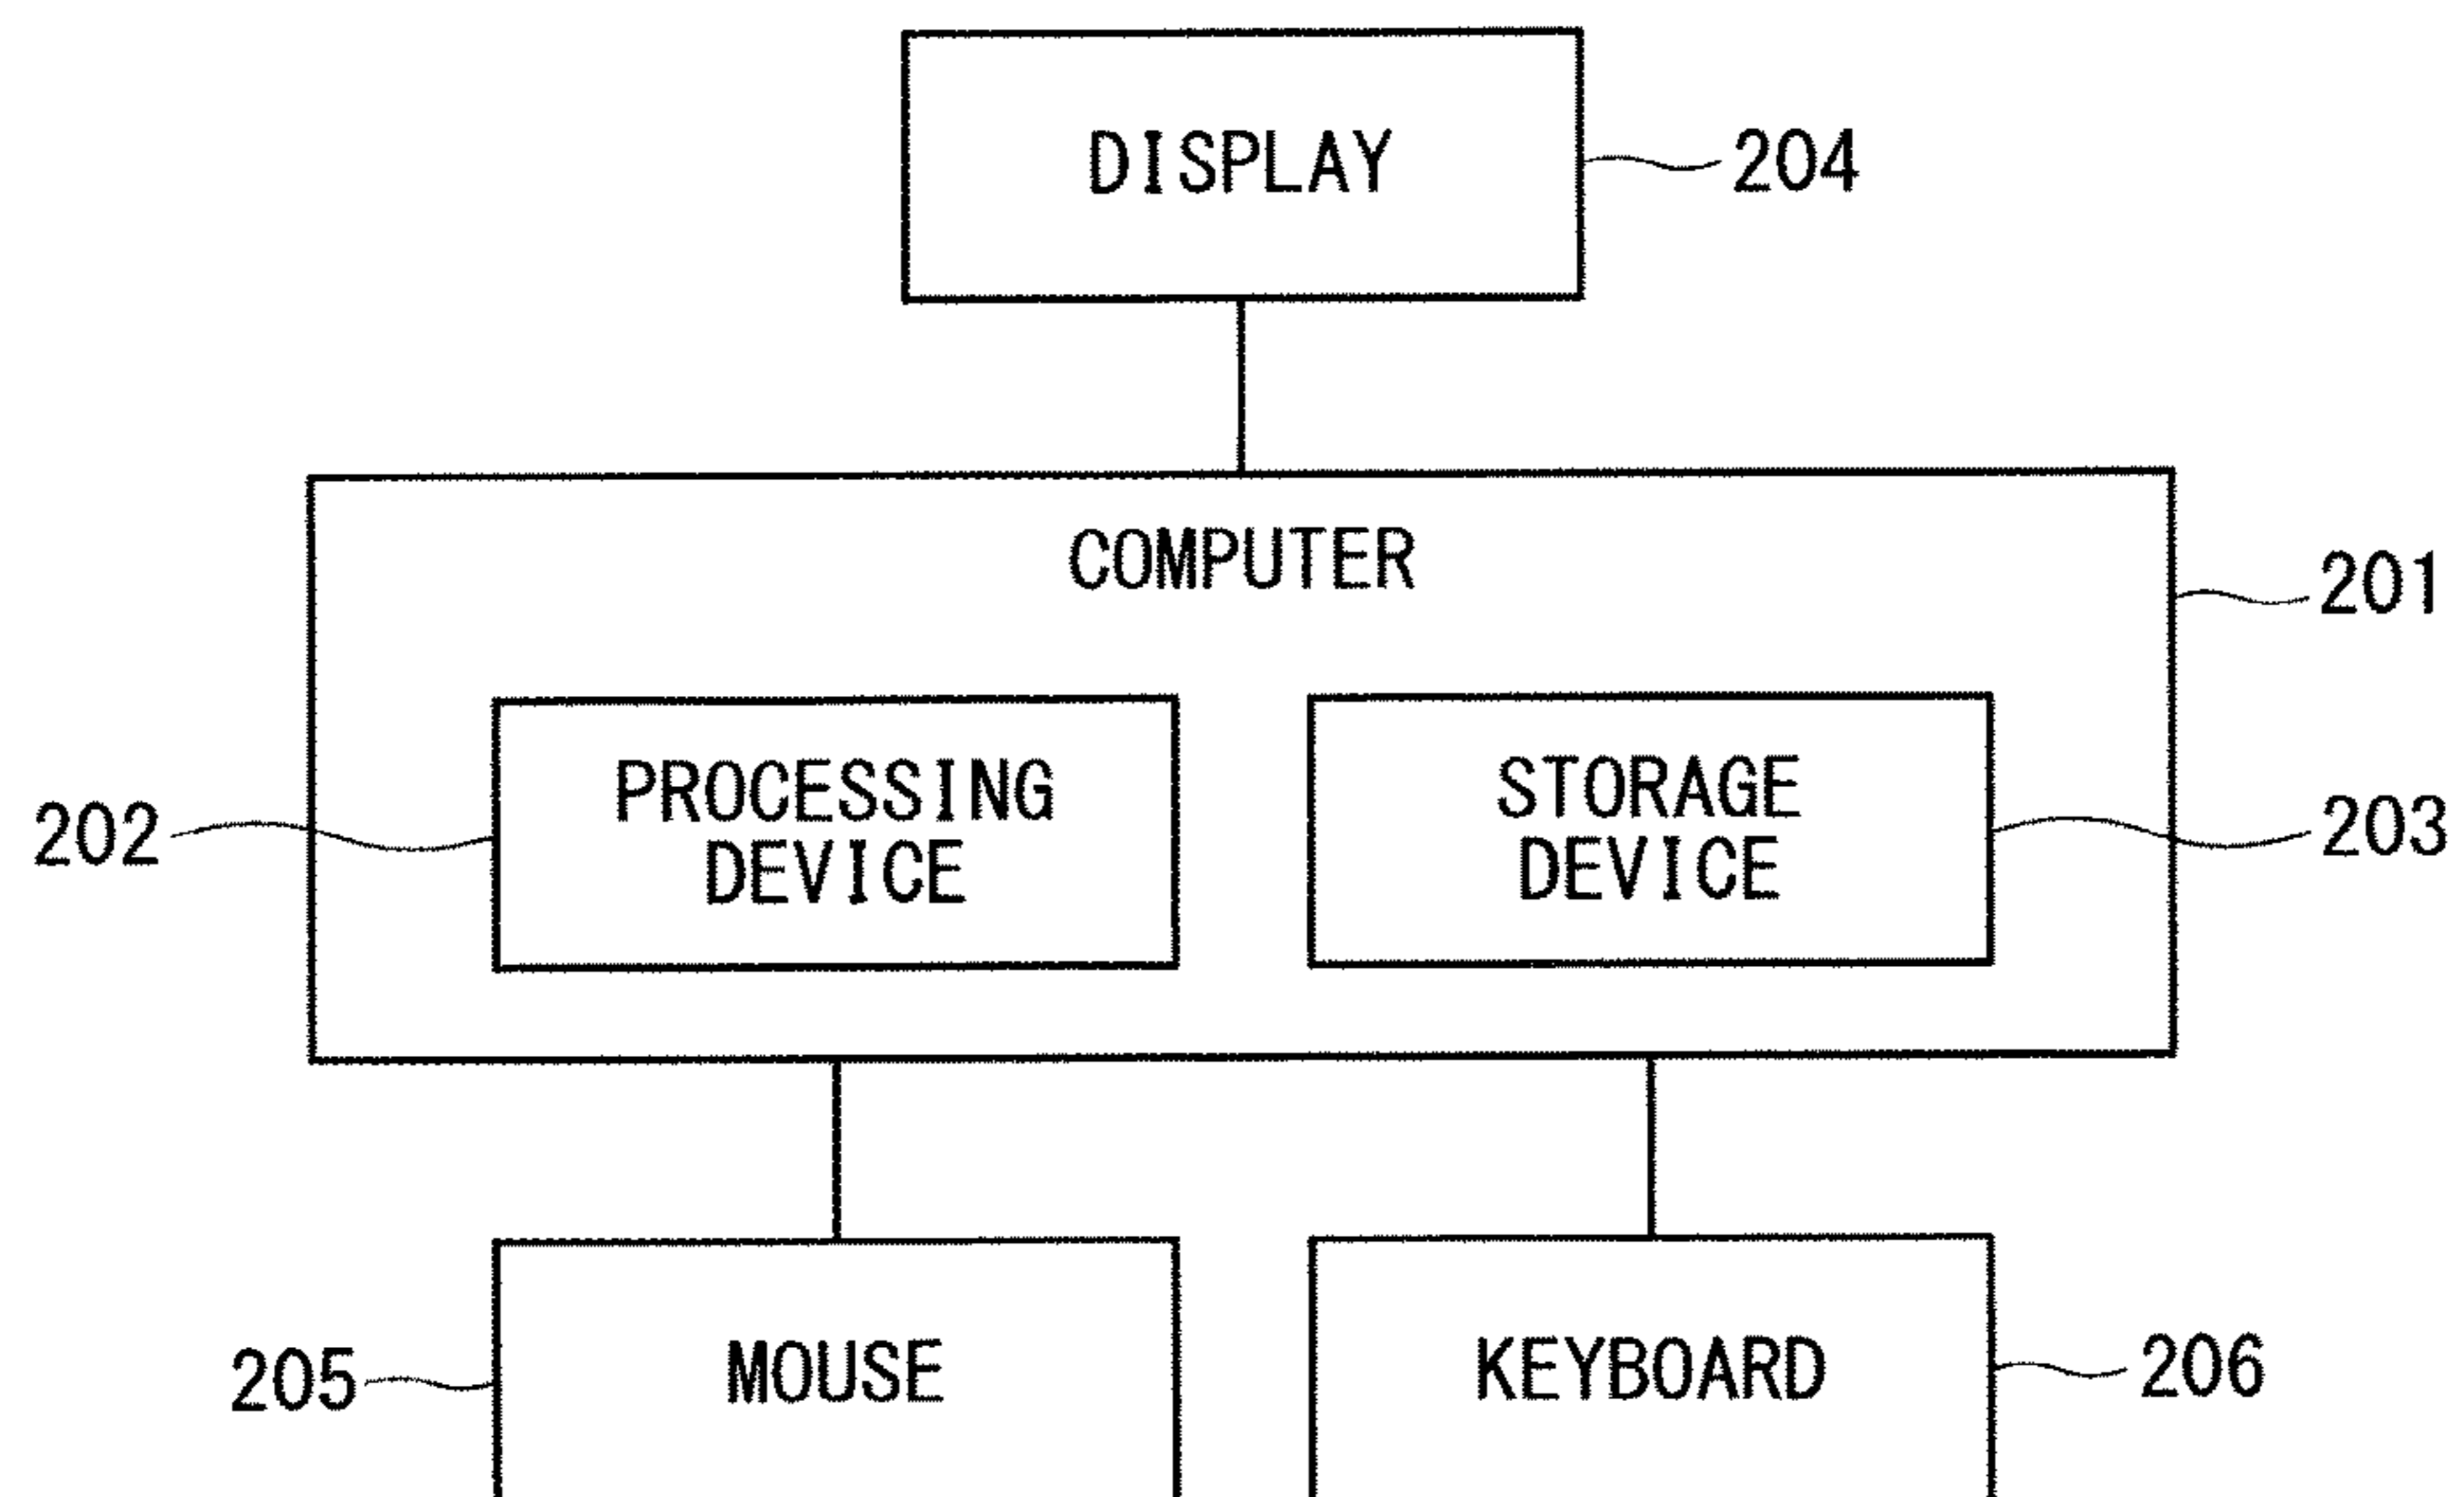 DISPLAY
204
COMPUTER
201
PROCESSING
DEVICE
202
STORAGE
DEVICE
203
MOUSE
205
KEYBOARD
206